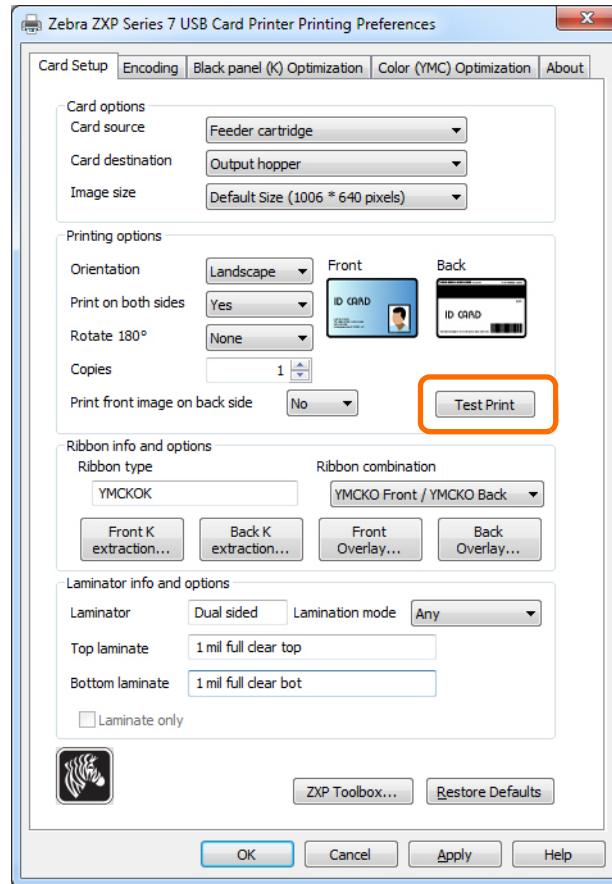 Zebra ZXP Series 7 USB Card Printer Printing Preferences
Card Setup Encoding Black panel (K) Optimization Color (YMC) Optimization About
Card options
Card source Feeder cartridge
Card destination Output hopper
Image size Default Size (1006 * 640 pixels)
Printing options
Orientation Landscape Front Back
Print on both sides Yes ID CARD ID CARD
Rotate 180° None
Copies 1
Print front image on back side No Test Print
Ribbon info and options
Ribbon type Ribbon combination
YMCKOK YMCKO Front / YMCKO Back
Front K extraction... Back K extraction... Front Overlay... Back Overlay...
Laminator info and options
Laminator Dual sided Lamination mode Any
Top laminate 1 mil full clear top
Bottom laminate 1 mil full clear bot
Laminate only
ZXP Toolbox... Restore Defaults
OK Cancel Apply Help